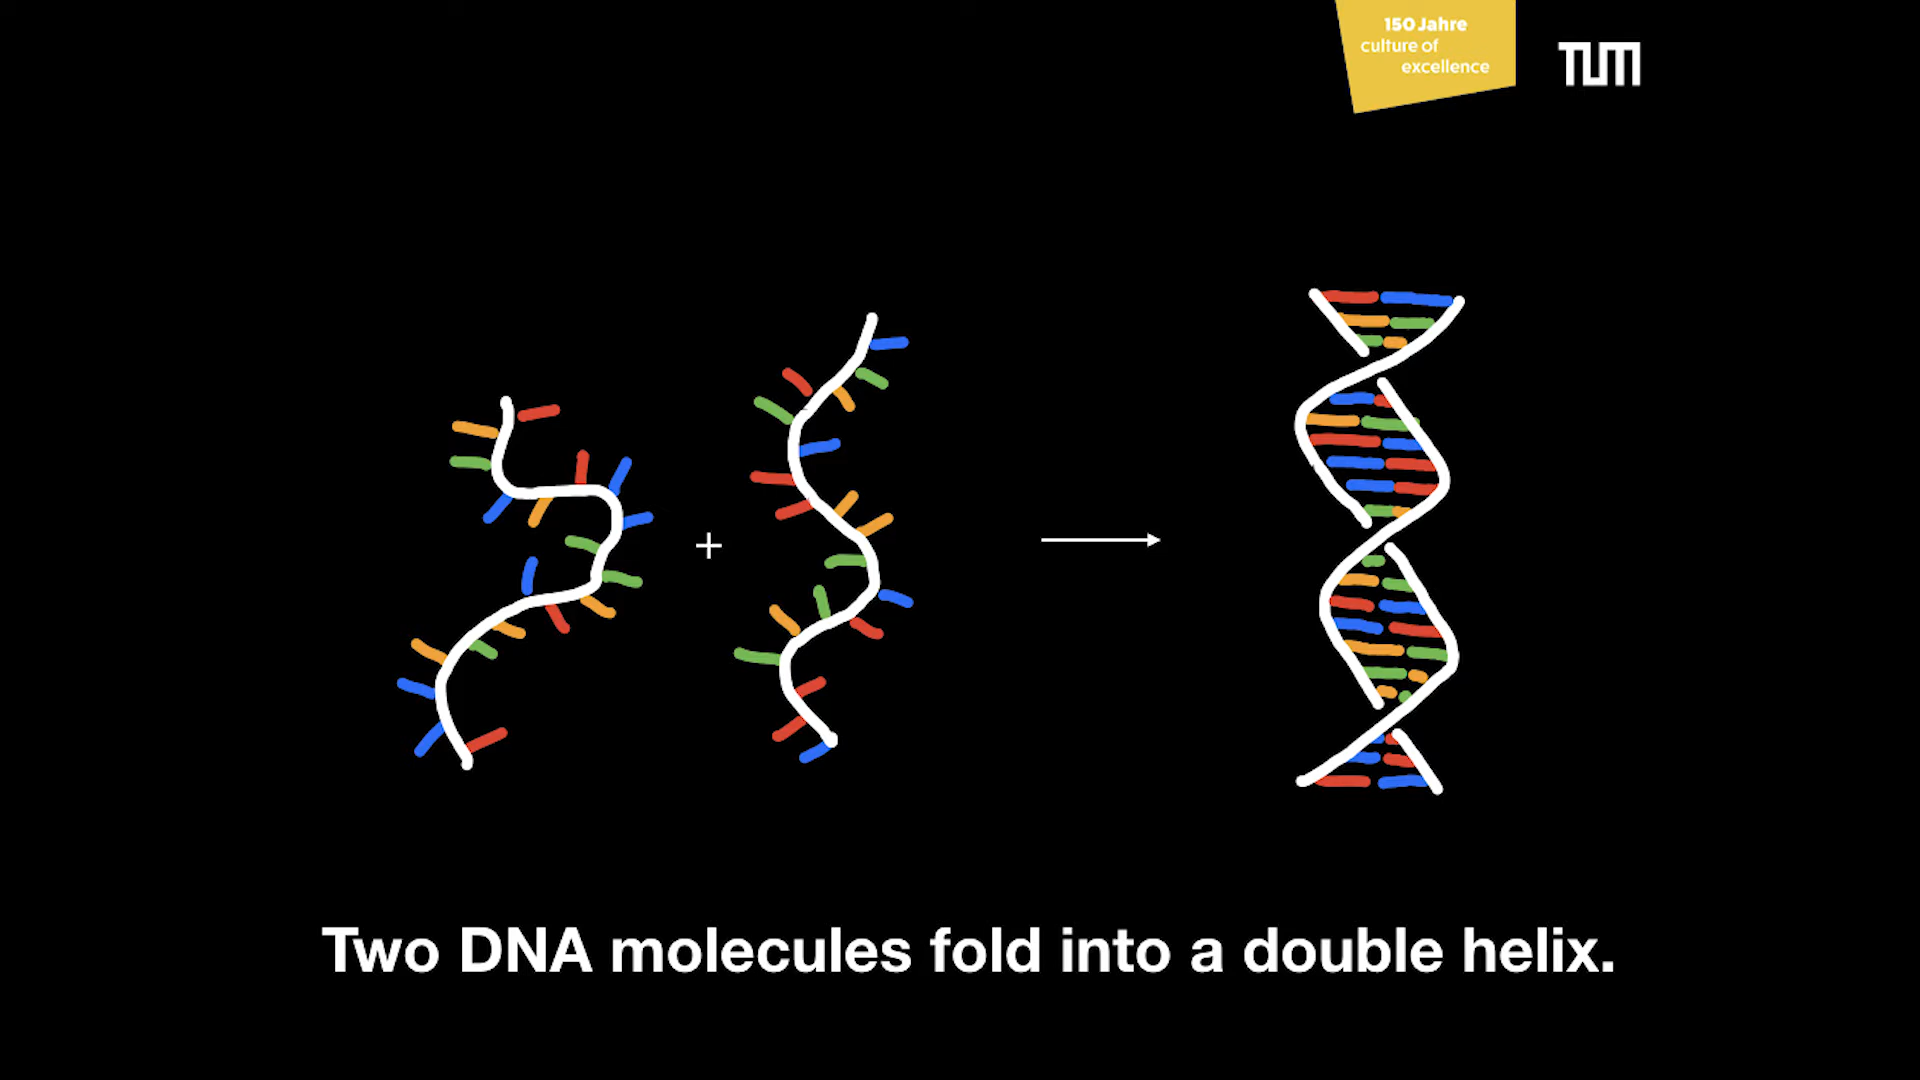 150 Jahre
culture of
excellence
TUM
+
Two DNA molecules fold into a double helix.